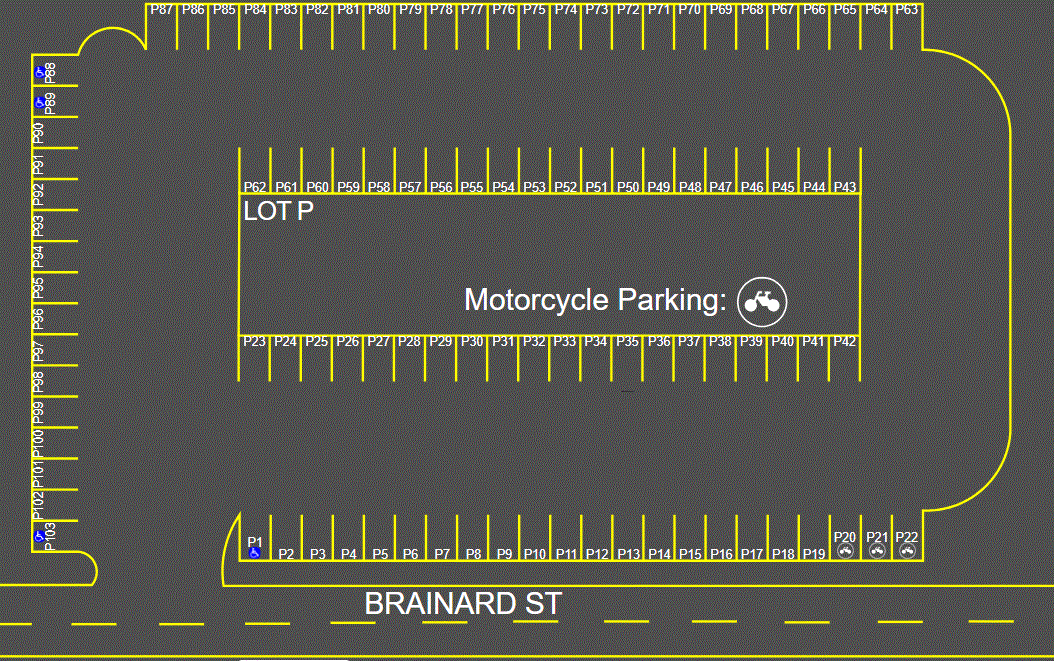 P87 P86 P85 P84 P83 P82 P81 P80 P79 P78 P77 P76 P75 P74 P73 P72 P71 P70 P69 P68 P67 P66 P65 P64 P63
P88
P89
P90
P91
P92
P93
P94
P95
P96
P97
P98
P99
P100
P101
P102
P103
P62 P61 P60 P59 P58 P57 P56 P55 P54 P53 P52 P51 P50 P49 P48 P47 P46 P45 P44 P43
LOT P
Motorcycle Parking:
P23 P24 P25 P26 P27 P28 P29 P30 P31 P32 P33 P34 P35 P36 P37 P38 P39 P40 P41 P42
P1 P2 P3 P4 P5 P6 P7 P8 P9 P10 P11 P12 P13 P14 P15 P16 P17 P18 P19 P20 P21 P22
BRAINARD ST